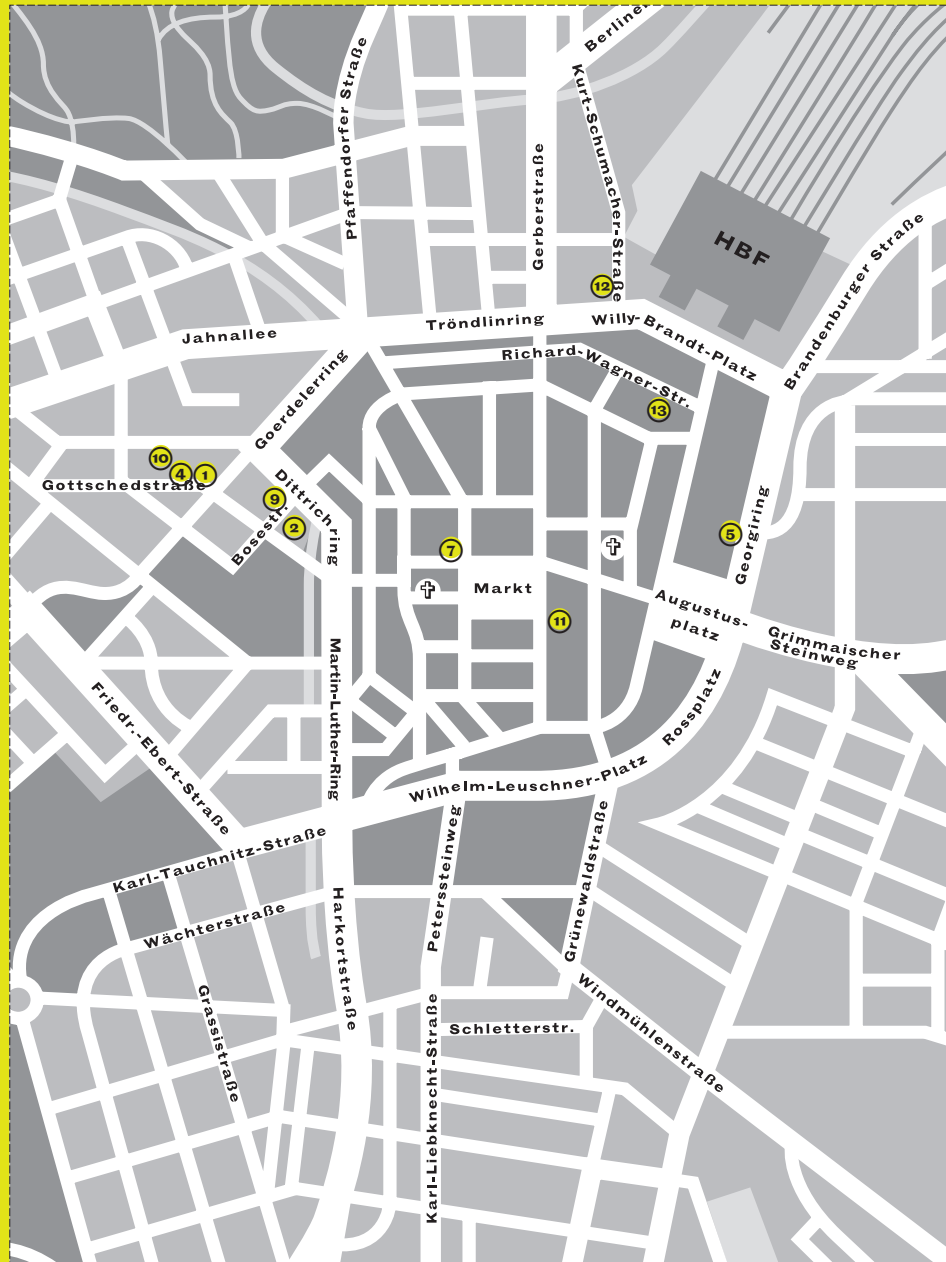 Berliner
Kurt-Schumacher-Straße
Pfaffendorfer Straße
Gerberstraße
HBF
Brandenburger Straße
12
Jahnallee
Tröndlinring
Willy-Brandt-Platz
Richard-Wagner-Str.
Goerdelerring
13
10
4
1
Gottschedstraße
Dittrichring
9
Bosestr.
2
7
5
Georgiring
Markt
11
Augustus-
platz
Grimmaischer
Steinweg
Martin-Luther-Ring
Friedr.-Ebert-Straße
Rossplatz
Wilhelm-Leuschner-Platz
Karl-Tauchnitz-Straße
Peterssteinweg
Grünewaldstraße
Wächterstraße
Harkortstraße
Grassistraße
Windmühlenstraße
Schletterstr.
Karl-Liebknecht-Straße